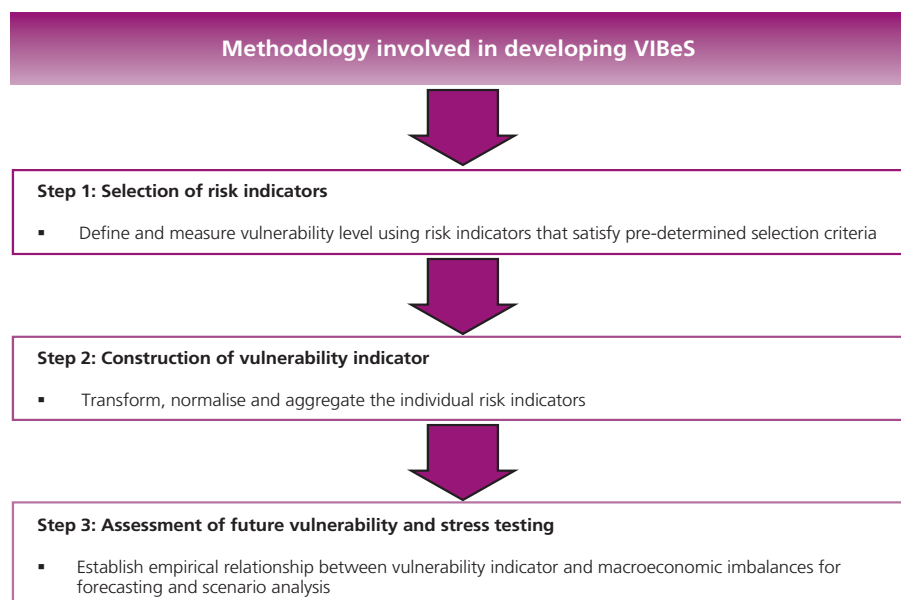 Methodology involved in developing VIBeS
Step 1: Selection of risk indicators
▪ Define and measure vulnerability level using risk indicators that satisfy pre-determined selection criteria
Step 2: Construction of vulnerability indicator
▪ Transform, normalise and aggregate the individual risk indicators
Step 3: Assessment of future vulnerability and stress testing
▪ Establish empirical relationship between vulnerability indicator and macroeconomic imbalances for
forecasting and scenario analysis